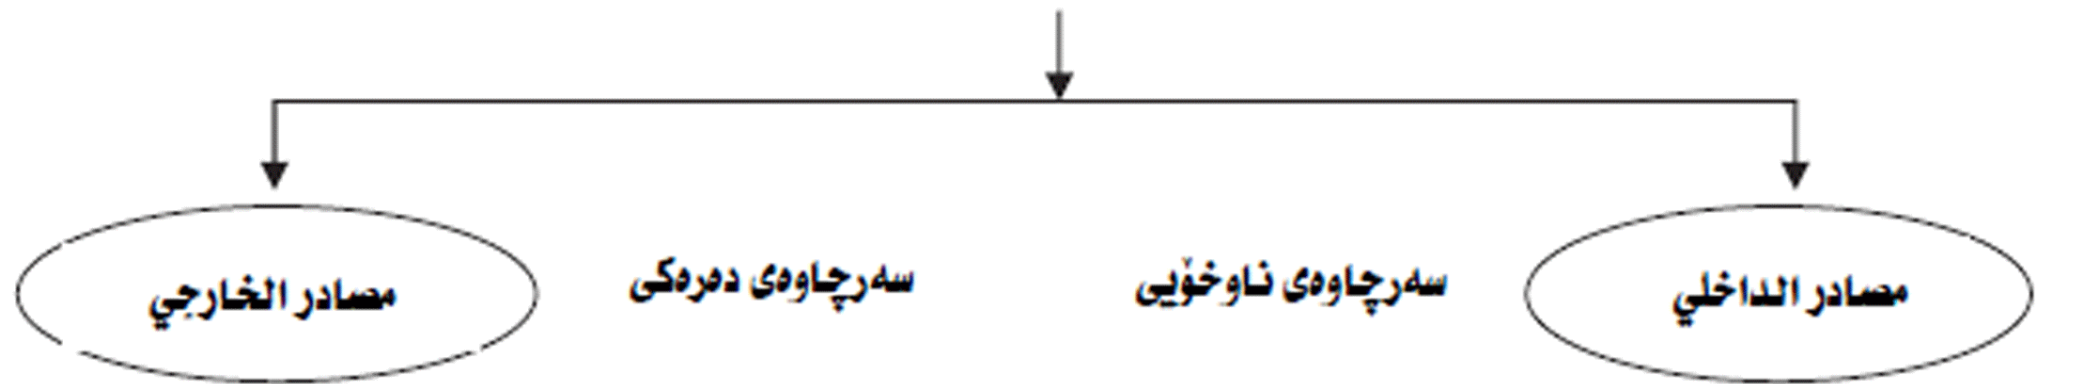 مصادر الداخلي
سەرچاوەی ناوخۆیی
سەرچاوەی دەرەکی
مصادر الخارجي